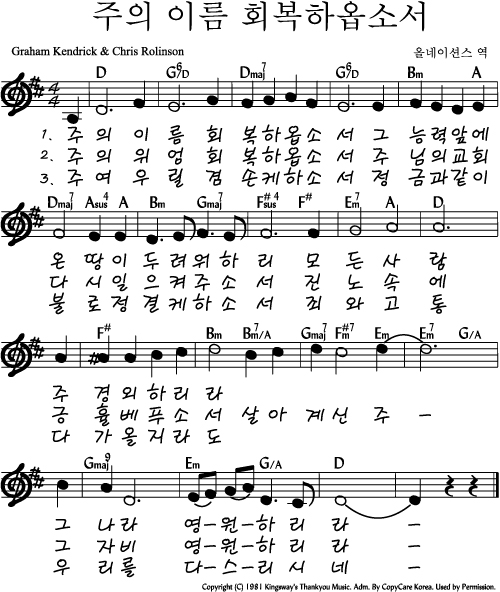 주의 이름 회복하옵소서
Graham Kendrick & Chris Rolinson 올네이션스 역
D G6/D Dmaj7 G6/D Bm A
1. 주 의 이 름 회 복하옵소 서 그 능력앞에
2. 주 의 위 엄 회 복하옵소 서 주 님의교회
3. 주 여 우 릴 겸 손케하소 서 정 금과같이
Dmaj7 Asus4 A Bm Gmaj7 F#sus4 F# Em7 A D
온 땅이 두 려워하 리 모 든 사 람
다 시일 으 켜주소 서 진 노 속 에
불 로정 결 케하소 서 죄 와 고 통
F# Bm Bm7/A Gmaj7 F#m7 Em Em7 G/A
주 경 외 하 리 라
긍 휼 베 푸 소 서 살 아 계 신 주 -
다 가 올 지 라 도
Gmaj9 Em G/A D
그 나 라 영-원-하 리 라 -
그 자 비 영-원-하 리 라 -
우 리 를 다-스-리 시 네 -
Copyright (C) 1981 Kingsway's Thankyou Music. Adm. By CopyCare Korea. Used by Permission.